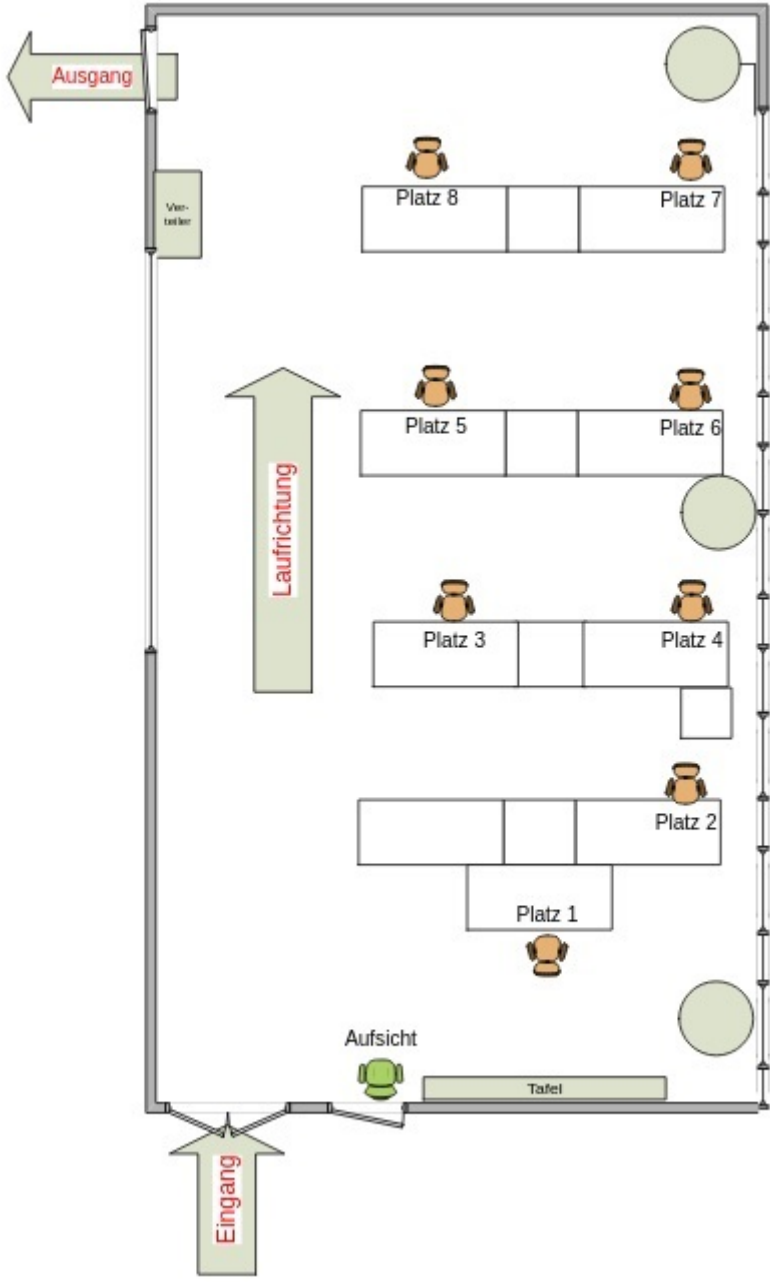 Ausgang
Platz 8
Platz 7
Ver-
teiler
Platz 5
Platz 6
Laufrichtung
Platz 3
Platz 4
Platz 2
Platz 1
Aufsicht
Tafel
Eingang